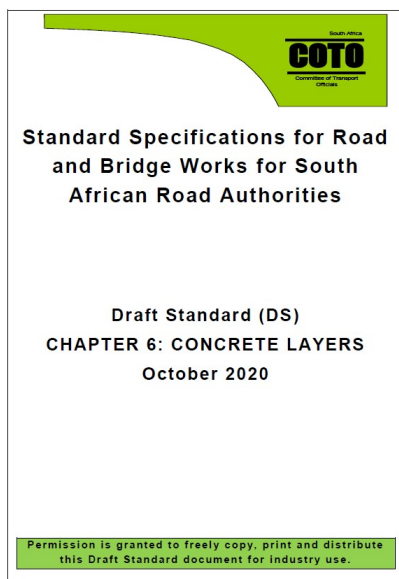 South Africa
COTO
Committee of Transport
Officials
Standard Specifications for Road
and Bridge Works for South
African Road Authorities
Draft Standard (DS)
CHAPTER 6: CONCRETE LAYERS
October 2020
Permission is granted to freely copy, print and distribute
this Draft Standard document for industry use.